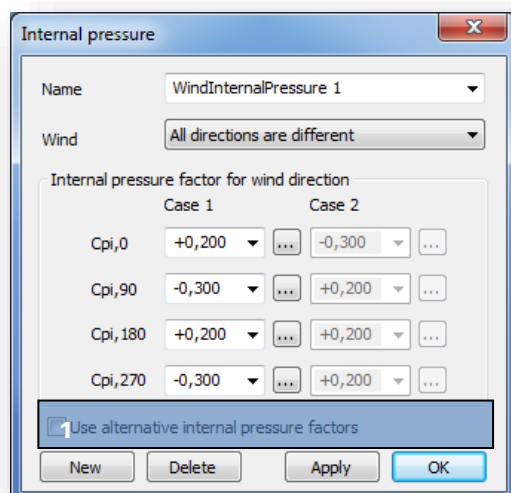 Internal pressure
Name WindInternalPressure 1
Wind All directions are different
Internal pressure factor for wind direction
Case 1 Case 2
Cpi,0 +0,200 ... -0,300 ...
Cpi,90 -0,300 ... +0,200 ...
Cpi,180 +0,200 ... +0,200 ...
Cpi,270 -0,300 ... +0,200 ...
1 Use alternative internal pressure factors
New Delete Apply OK